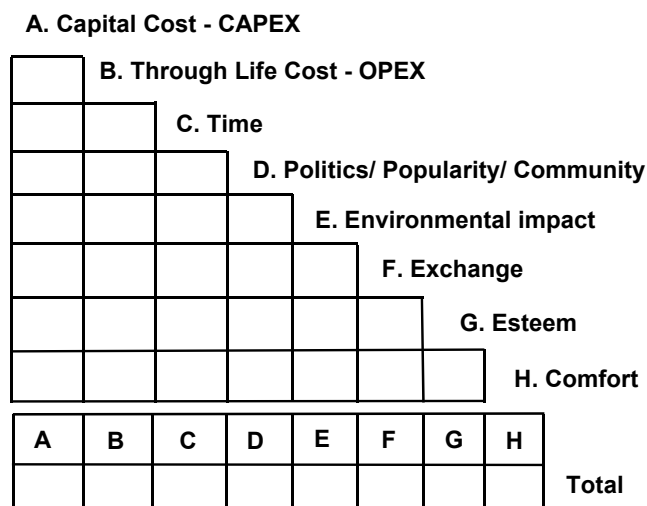 A. Capital Cost - CAPEX
B. Through Life Cost - OPEX
C. Time
D. Politics/ Popularity/ Community
E. Environmental impact
F. Exchange
G. Esteem
H. Comfort
A B C D E F G H
Total